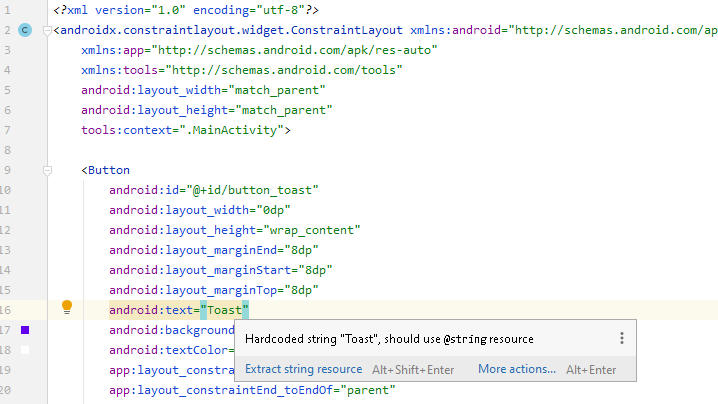 1 <?xml version="1.0" encoding="utf-8"?>
2 C <androidx.constraintlayout.widget.ConstraintLayout xmlns:android="http://schemas.android.com/ap
3 xmlns:app="http://schemas.android.com/apk/res-auto"
4 xmlns:tools="http://schemas.android.com/tools"
5 android:layout_width="match_parent"
6 android:layout_height="match_parent"
7 tools:context=".MainActivity">
8
9 <Button
10 android:id="@+id/button_toast"
11 android:layout_width="0dp"
12 android:layout_height="wrap_content"
13 android:layout_marginEnd="8dp"
14 android:layout_marginStart="8dp"
15 android:layout_marginTop="8dp"
16 android:text="Toast"
17 android:background
18 android:textColor=
19 app:layout_constra
20 app:layout_constraintEnd_toEndOf="parent"
Hardcoded string "Toast", should use @string resource
Extract string resource Alt+Shift+Enter More actions... Alt+Enter